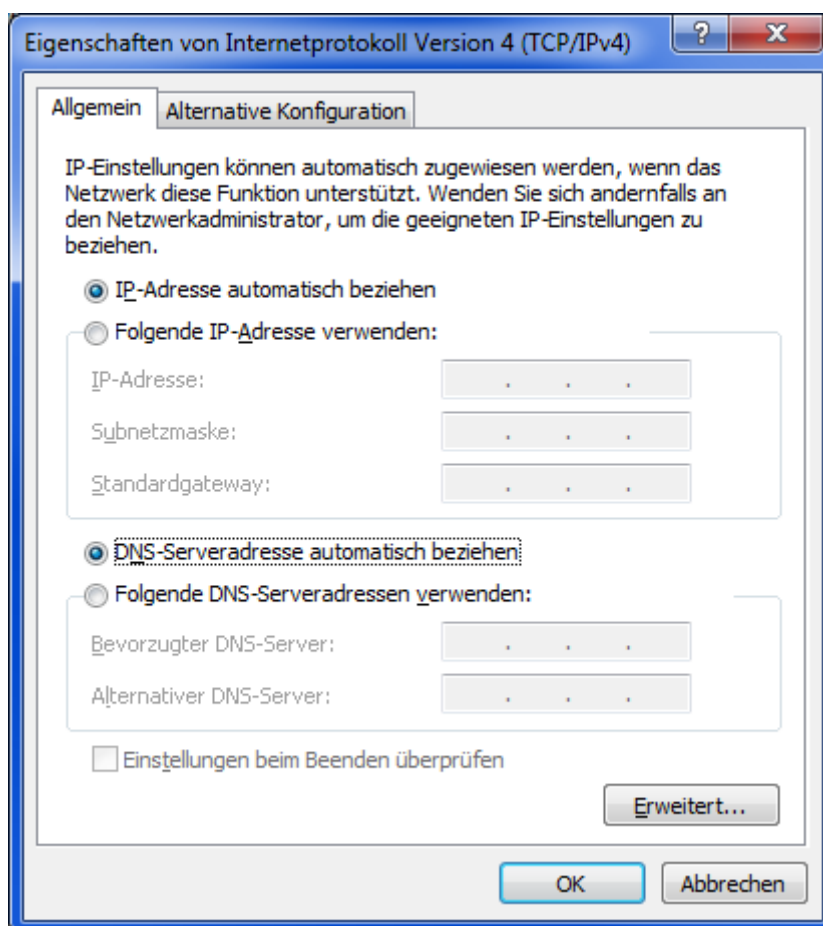 Eigenschaften von Internetprotokoll Version 4 (TCP/IPv4)
?
Allgemein
Alternative Konfiguration
IP-Einstellungen können automatisch zugewiesen werden, wenn das
Netzwerk diese Funktion unterstützt. Wenden Sie sich andernfalls an
den Netzwerkadministrator, um die geeigneten IP-Einstellungen zu
beziehen.
IP-Adresse automatisch beziehen
Folgende IP-Adresse verwenden:
IP-Adresse: . . .
Subnetzmaske: . . .
Standardgateway: . . .
DNS-Serveradresse automatisch beziehen
Folgende DNS-Serveradressen verwenden:
Bevorzugter DNS-Server: . . .
Alternativer DNS-Server: . . .
Einstellungen beim Beenden überprüfen
Erweitert...
OK
Abbrechen